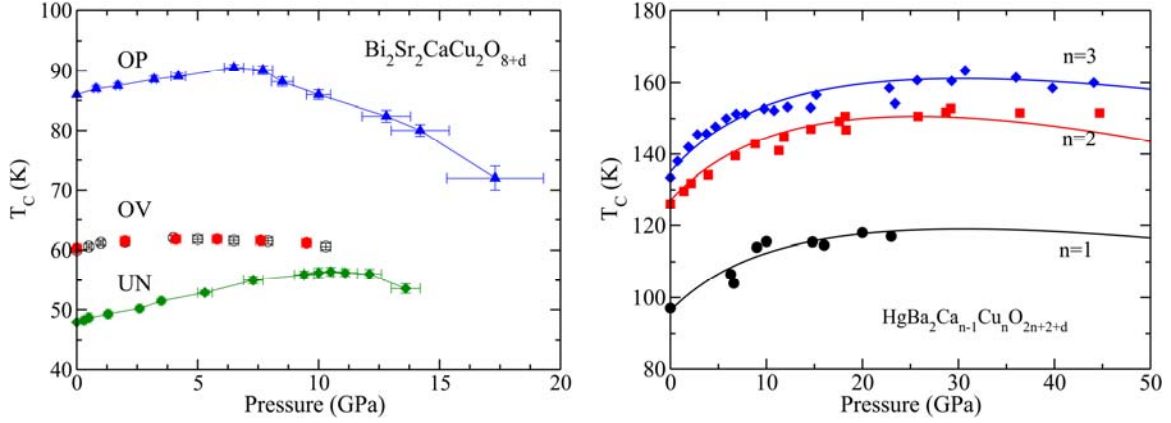 100
90
80
70
60
50
40
T_C (K)
OP
OV
UN
Bi₂Sr₂CaCu₂O₈₊d
0 5 10 15 20
Pressure (GPa)
180
160
140
120
100
80
T_C (K)
n=3
n=2
n=1
HgBa₂Caₙ₋₁CuₙO₂ₙ₊₂₊d
0 10 20 30 40 50
Pressure (GPa)